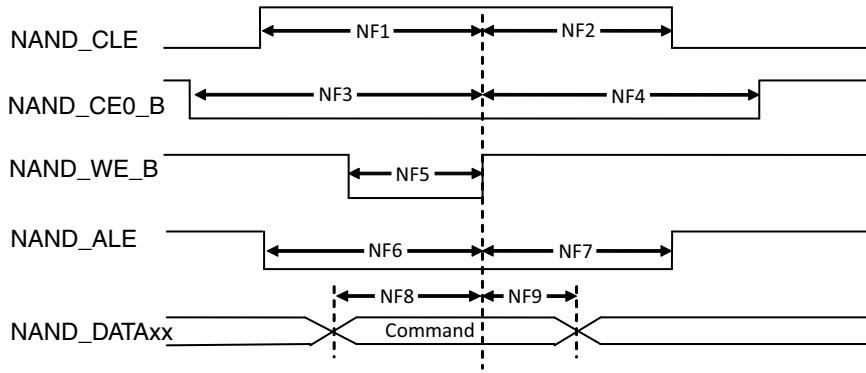 NAND_CLE NF1 NF2
NAND_CE0_B NF3 NF4
NAND_WE_B NF5
NAND_ALE NF6 NF7
NF8 NF9
NAND_DATAxx Command